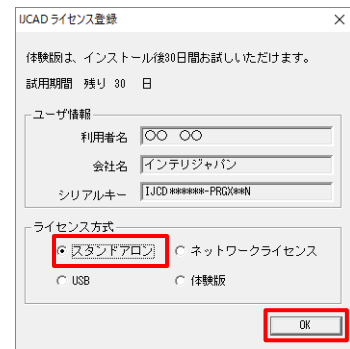 IJCAD ライセンス登録
体験版は、インストール後30日間お試しいただけます。
試用期間 残り 30 日
ユーザ情報
利用者名 〇〇 〇〇
会社名 インテリジャパン
シリアルキー IJCD******-PRGX**N
ライセンス方式
スタンドアロン ネットワークライセンス
USB 体験版
OK